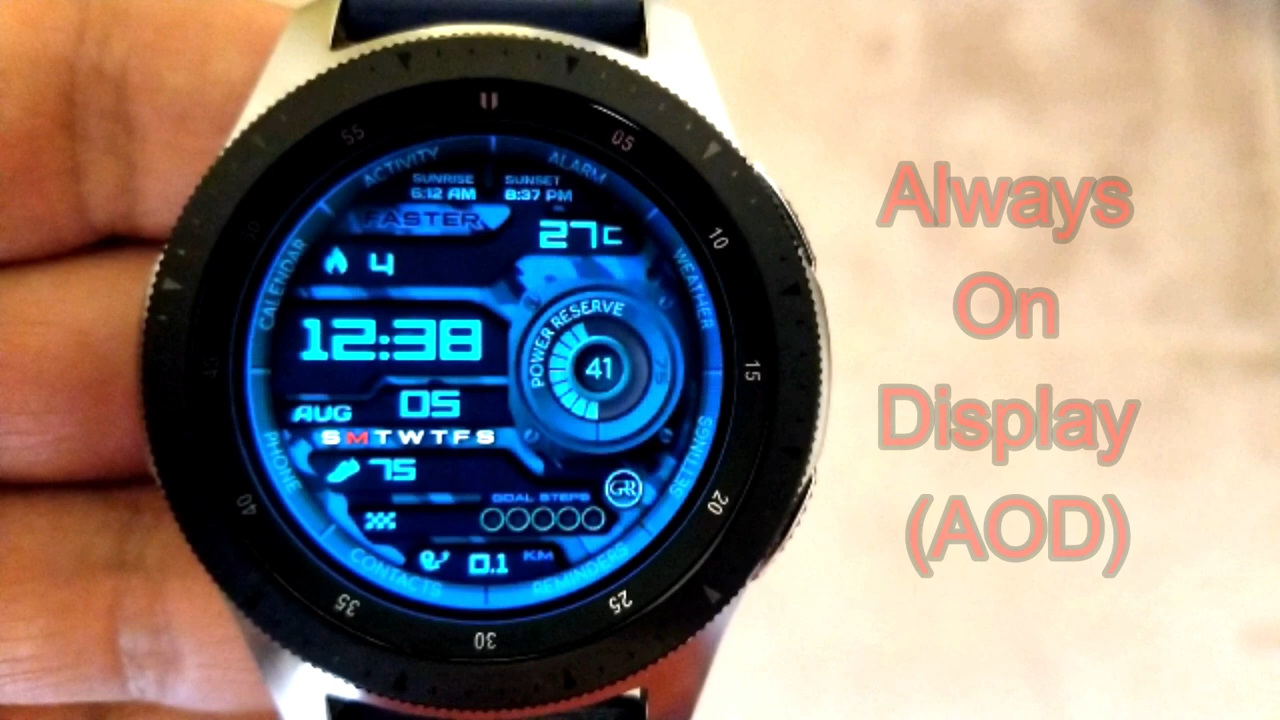 55
05
10
15
20
25
30
35
40
ACTIVITY
ALARM
SUNRISE SUNSET
6:12 AM 8:37 PM
FASTER
27C
CALENDAR
WEATHER
4
POWER RESERVE
12:38
41
75
AUG 05
S M T W T F S
PHONE
SETTINGS
75
GR
GOAL STEPS
0.1 KM
CONTACTS
REMINDERS
Always
On
Display
(AOD)